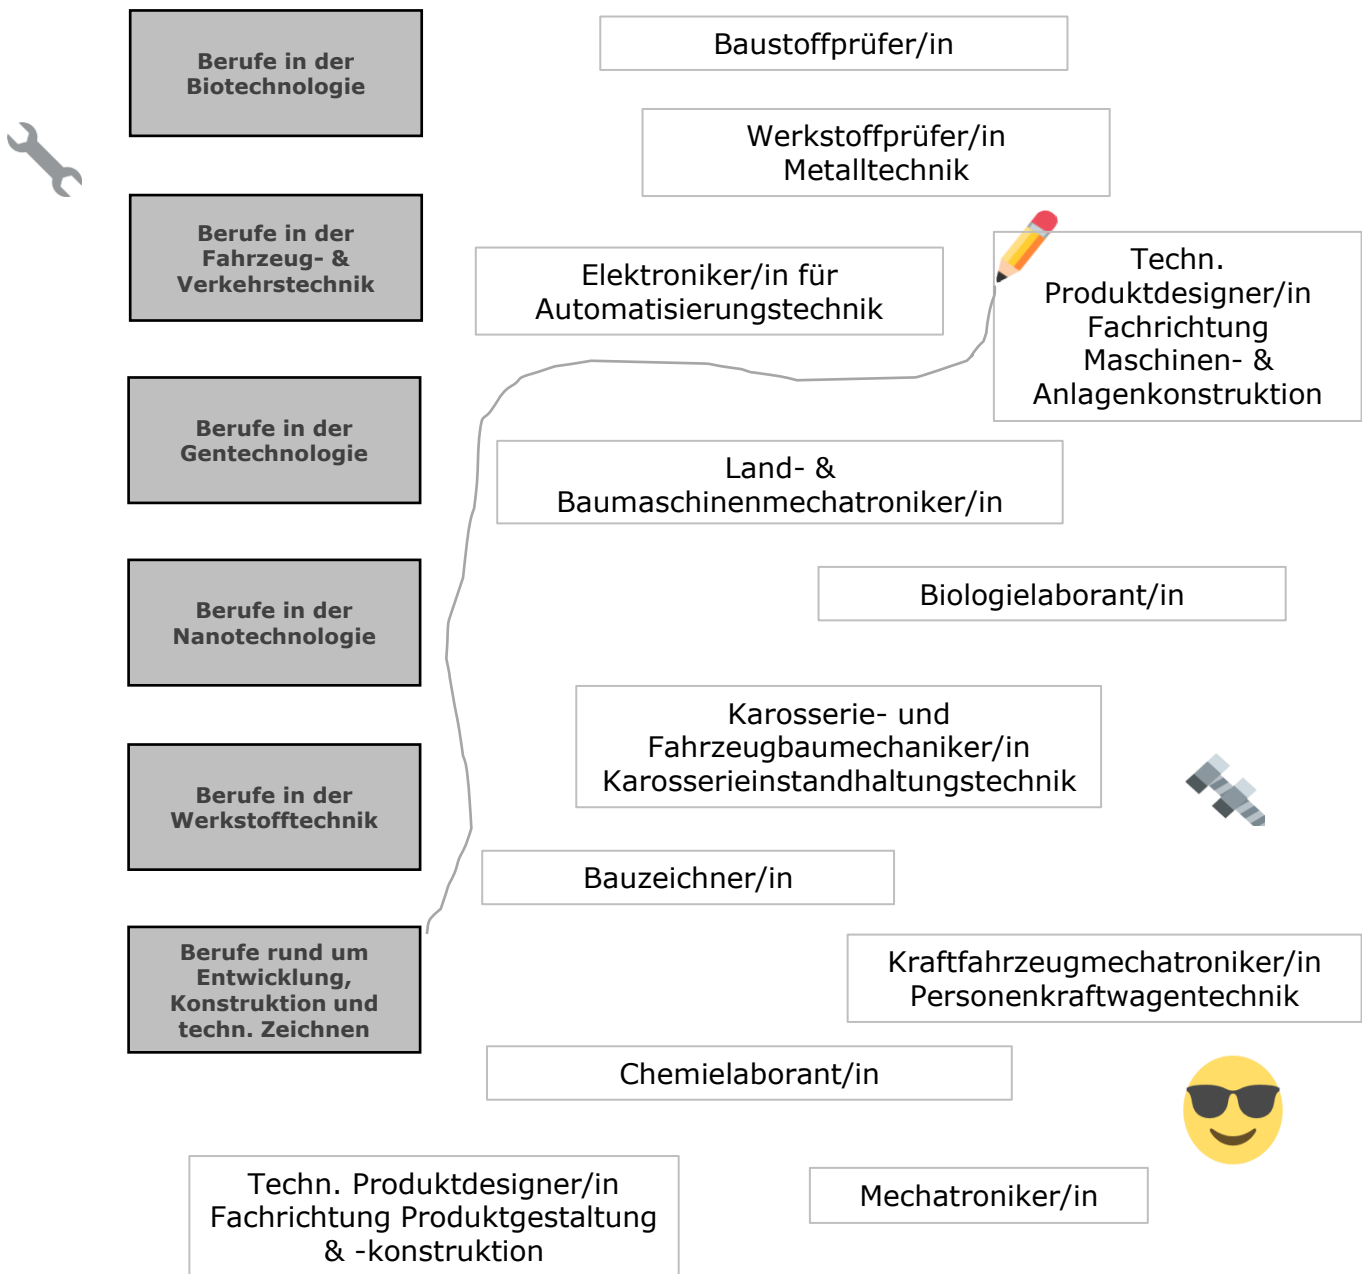 Berufe in der
Biotechnologie
Baustoffprüfer/in
Werkstoffprüfer/in
Metalltechnik
Berufe in der
Fahrzeug- &
Verkehrstechnik
Elektroniker/in für
Automatisierungstechnik
Techn.
Produktdesigner/in
Fachrichtung
Maschinen- &
Anlagenkonstruktion
Berufe in der
Gentechnologie
Land- &
Baumaschinenmechatroniker/in
Berufe in der
Nanotechnologie
Biologielaborant/in
Karosserie- und
Fahrzeugbaumechaniker/in
Karosserieinstandhaltungstechnik
Berufe in der
Werkstofftechnik
Bauzeichner/in
Berufe rund um
Entwicklung,
Konstruktion und
techn. Zeichnen
Kraftfahrzeugmechatroniker/in
Personenkraftwagentechnik
Chemielaborant/in
Techn. Produktdesigner/in
Fachrichtung Produktgestaltung
& -konstruktion
Mechatroniker/in